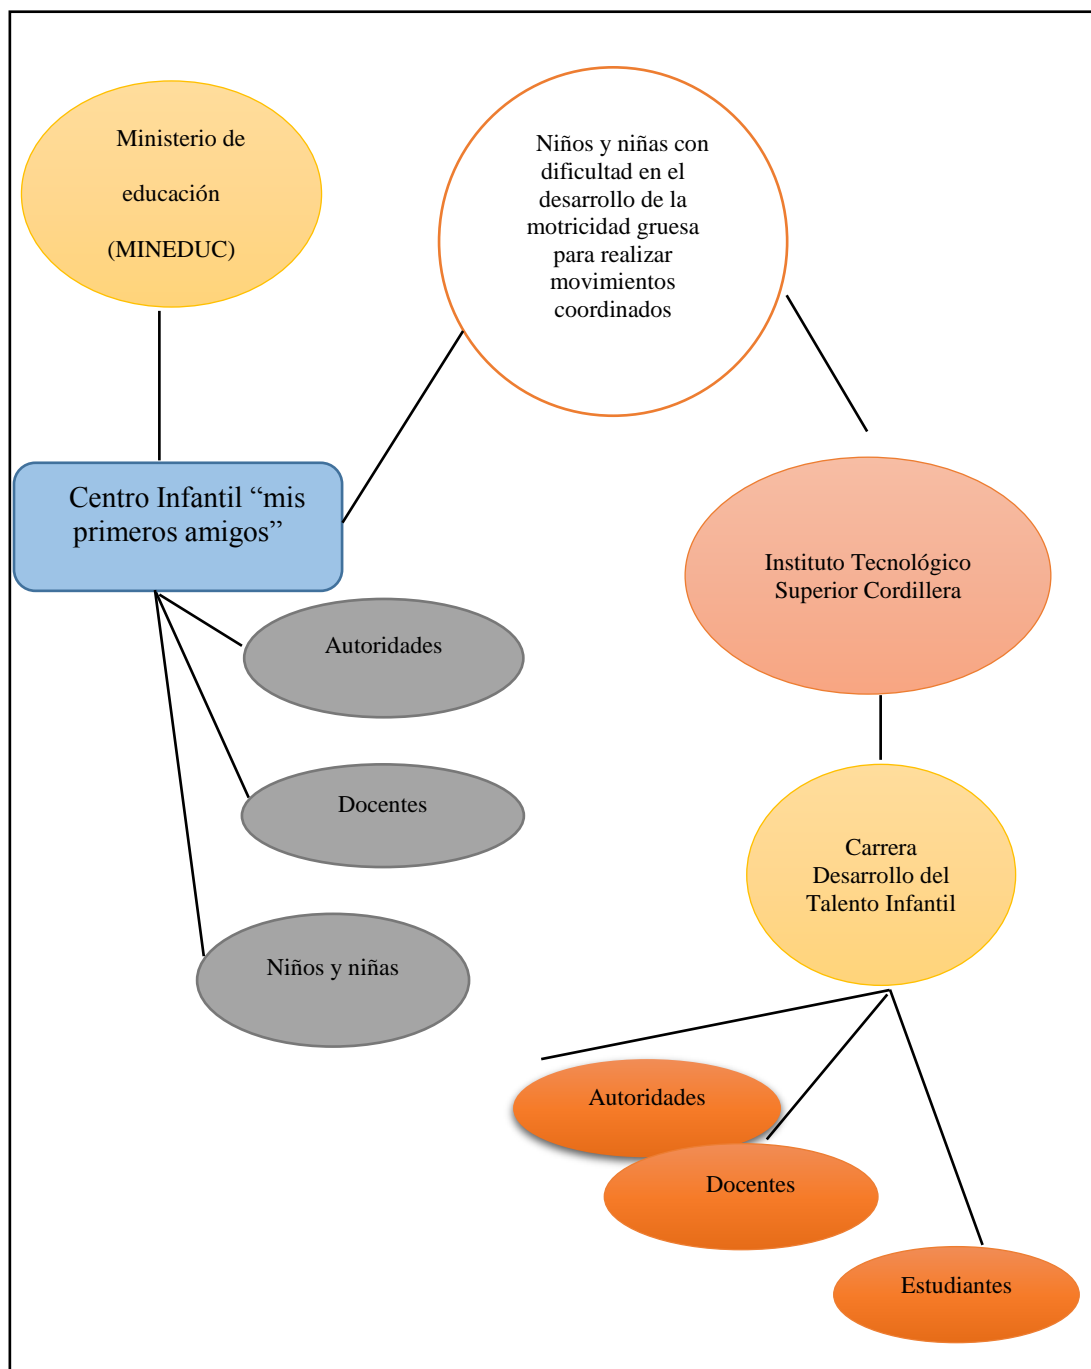 Ministerio de
educación
(MINEDUC)
Niños y niñas con
dificultad en el
desarrollo de la
motricidad gruesa
para realizar
movimientos
coordinados
Centro Infantil “mis
primeros amigos”
Instituto Tecnológico
Superior Cordillera
Autoridades
Docentes
Niños y niñas
Carrera
Desarrollo del
Talento Infantil
Autoridades
Docentes
Estudiantes